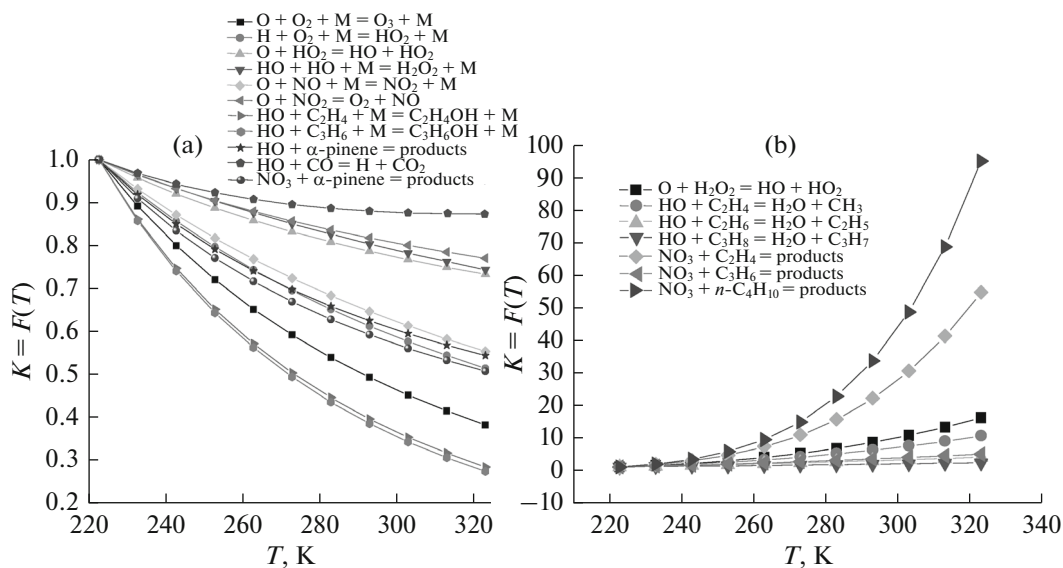 O + O₂ + M = O₃ + M
H + O₂ + M = HO₂ + M
O + HO₂ = HO + HO₂
HO + HO + M = H₂O₂ + M
O + NO + M = NO₂ + M
O + NO₂ = O₂ + NO
HO + C₂H₄ + M = C₂H₄OH + M
HO + C₃H₆ + M = C₃H₆OH + M
HO + α-pinene = products
HO + CO = H + CO₂
NO₃ + α-pinene = products
(a)
1.0
0.9
0.8
0.7
0.6
0.5
0.4
0.3
0.2
K = F(T)
220
240
260
280
300
320
T, K
(b)
O + H₂O₂ = HO + HO₂
HO + C₂H₄ = H₂O + CH₃
HO + C₂H₆ = H₂O + C₂H₅
HO + C₃H₈ = H₂O + C₃H₇
NO₃ + C₂H₄ = products
NO₃ + C₃H₆ = products
NO₃ + n-C₄H₁₀ = products
100
90
80
70
60
50
40
30
20
10
0
−10
K = F(T)
220
240
260
280
300
320
340
T, K